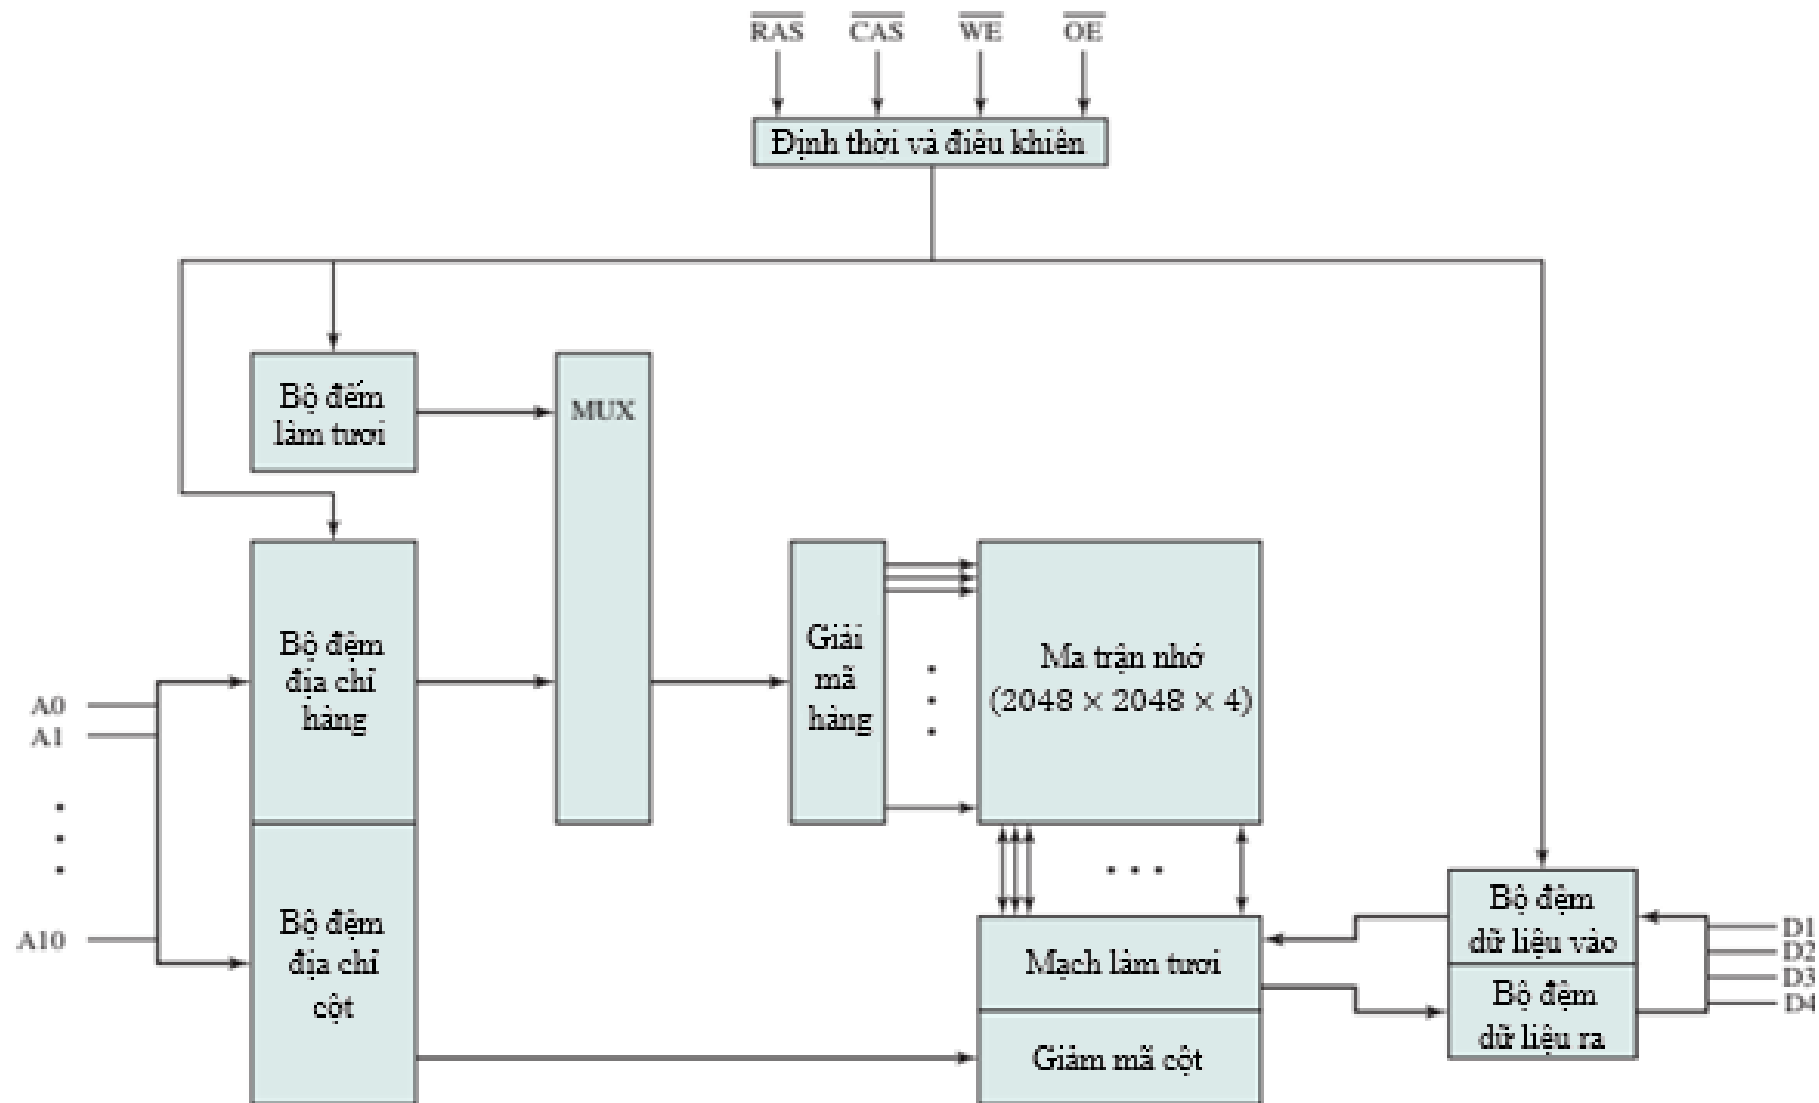 RAS CAS WE OE
Định thời và điều khiển
Bộ đếm
làm tươi
MUX
Bộ đệm
địa chỉ
hàng
Giải
mã
hàng
Ma trận nhớ
(2048 × 2048 × 4)
A0
A1
A10
Bộ đệm
địa chỉ
cột
Mạch làm tươi
Giảm mã cột
Bộ đệm
dữ liệu vào
Bộ đệm
dữ liệu ra
D1
D2
D3
D4